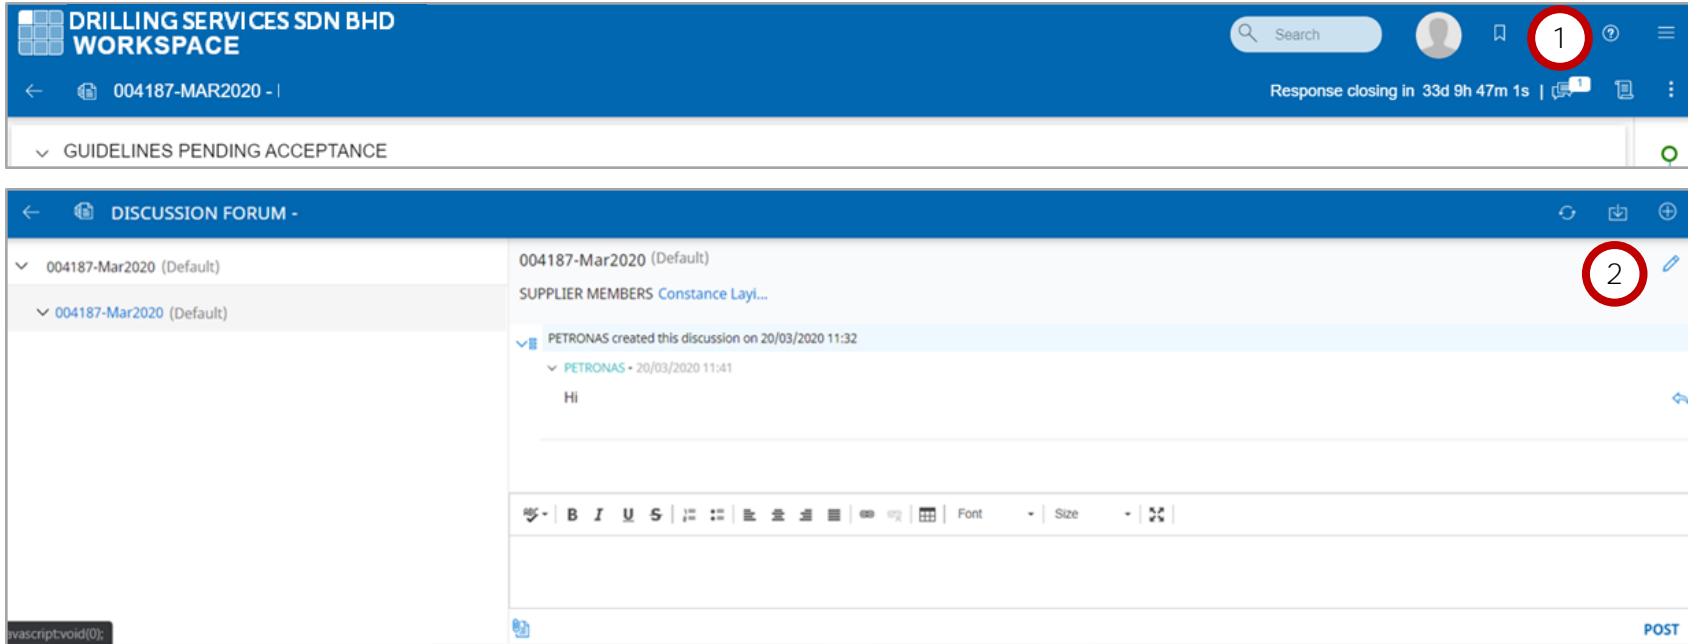 DRILLING SERVICES SDN BHD
WORKSPACE
Search
1
004187-MAR2020 -
Response closing in 33d 9h 47m 1s |
1
GUIDELINES PENDING ACCEPTANCE
DISCUSSION FORUM -
004187-Mar2020 (Default)
004187-Mar2020 (Default)
004187-Mar2020 (Default)
2
SUPPLIER MEMBERS Constance Layi...
PETRONAS created this discussion on 20/03/2020 11:32
PETRONAS • 20/03/2020 11:41
Hi
ABC B I U S Font Size
avascript:void(0);
POST